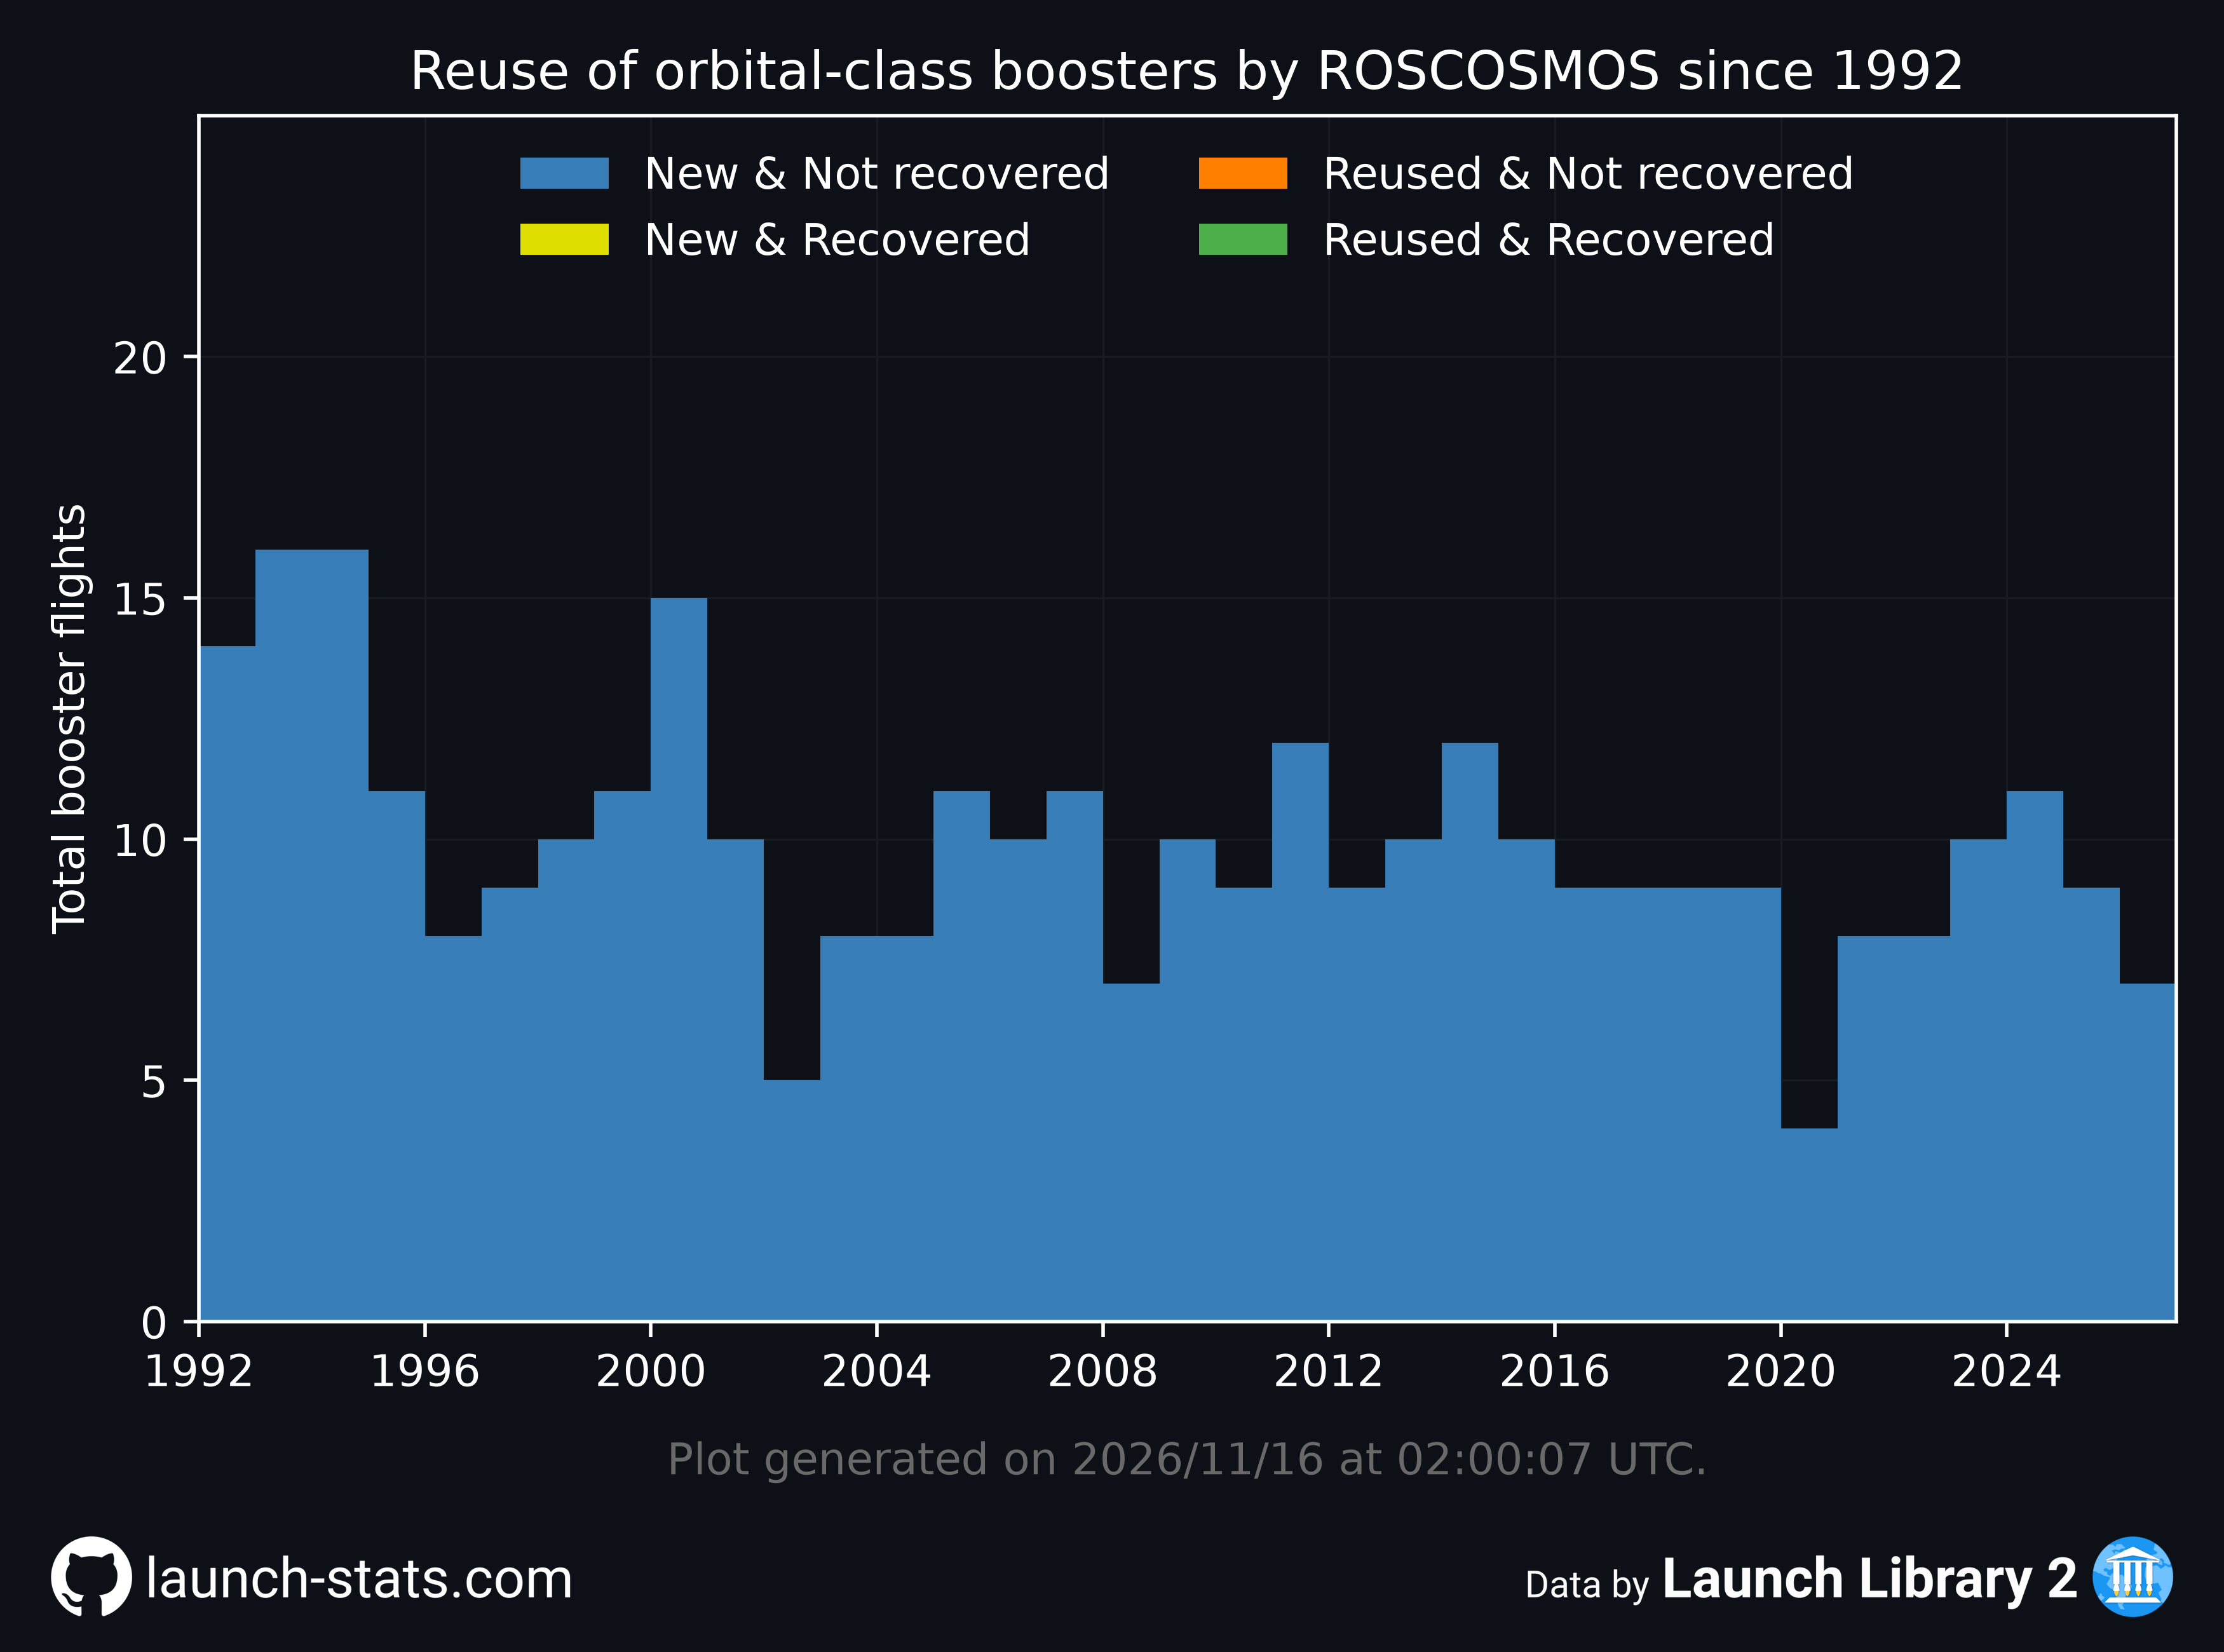 Reuse of orbital-class boosters by ROSCOSMOS since 1992
New & Not recovered
New & Recovered
Reused & Not recovered
Reused & Recovered
Total booster flights
20
15
10
5
0
1992 1996 2000 2004 2008 2012 2016 2020 2024
Plot generated on 2026/11/16 at 02:00:07 UTC.
launch-stats.com
Data by Launch Library 2